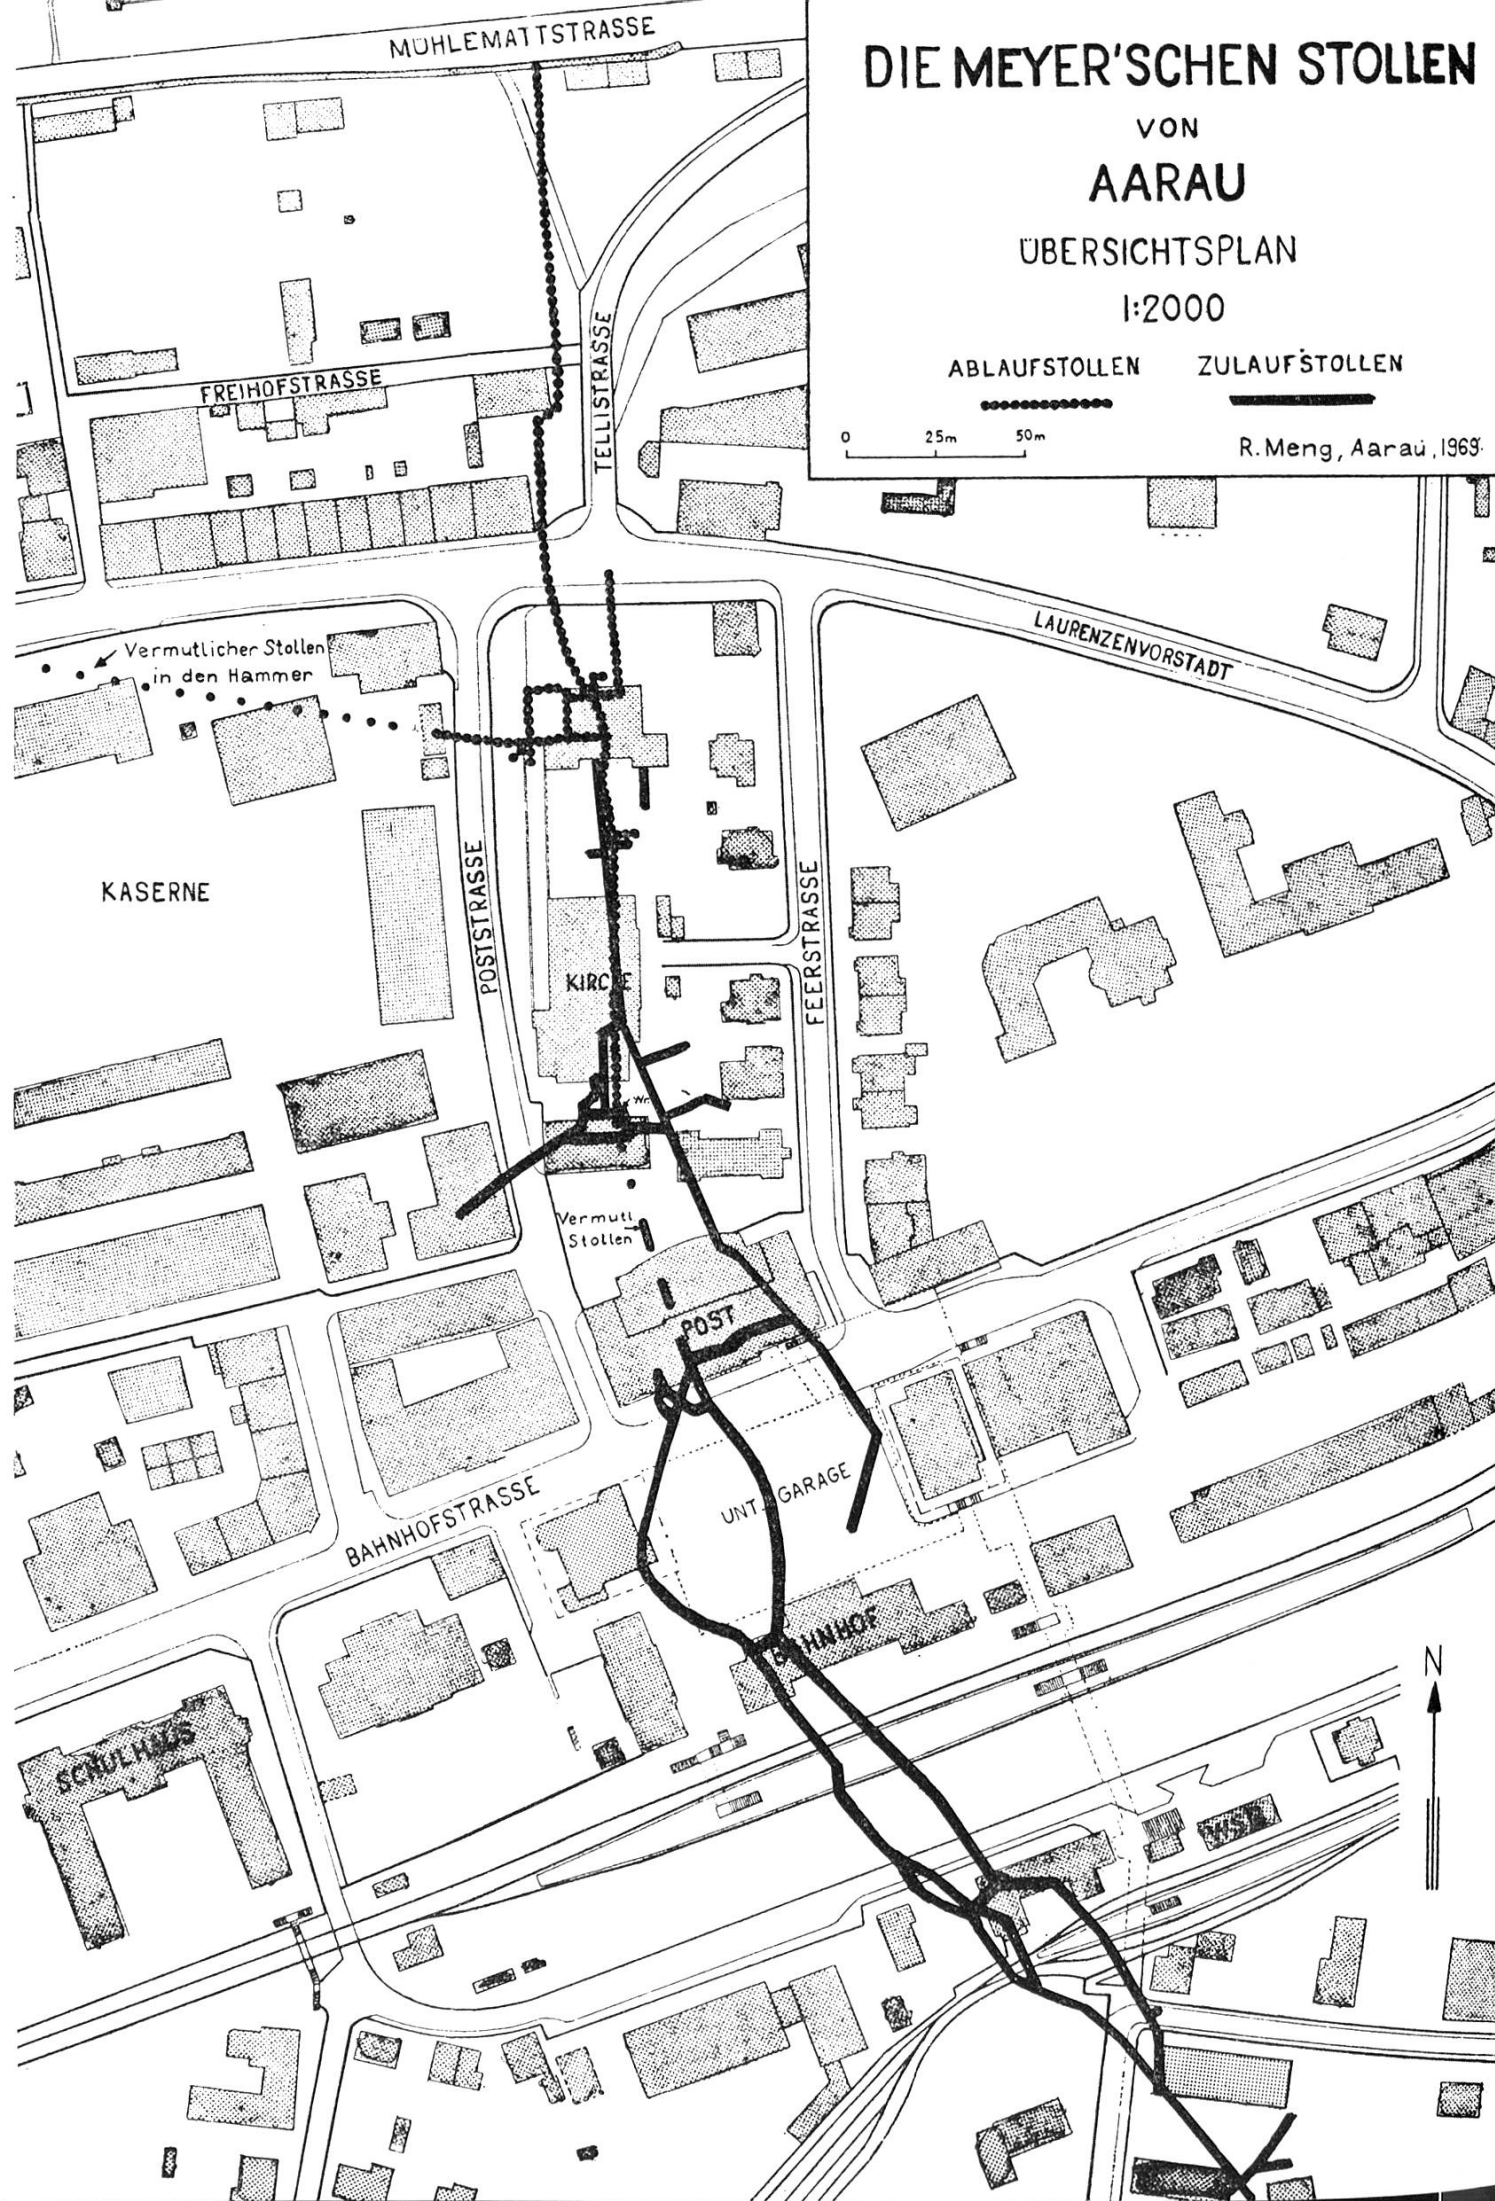 MÜHLEMATTSTRASSE
DIE MEYER'SCHEN STOLLEN
VON
AARAU
ÜBERSICHTSPLAN
1:2000
ABLAUFSTOLLEN ZULAUFSTOLLEN
0 25m 50m
R. Meng, Aarau, 1969.
FREIHOFSTRASSE
TELLISTRASSE
LAURENZENVORSTADT
Vermutlicher Stollen
in den Hammer
KASERNE
POSTSTRASSE
FEERSTRASSE
KIRCHE
Vermutl
Stollen
POST
UNT. GARAGE
BAHNHOFSTRASSE
BAHNHOF
SCHULHAUS
N
WSB